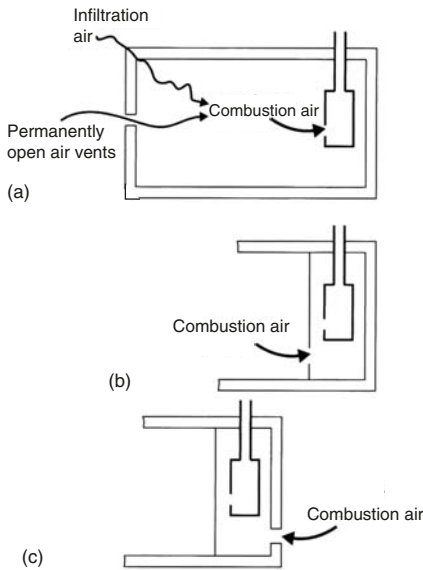 Infiltration
air
Combustion air
Permanently
open air vents
(a)
Combustion air
(b)
Combustion air
(c)